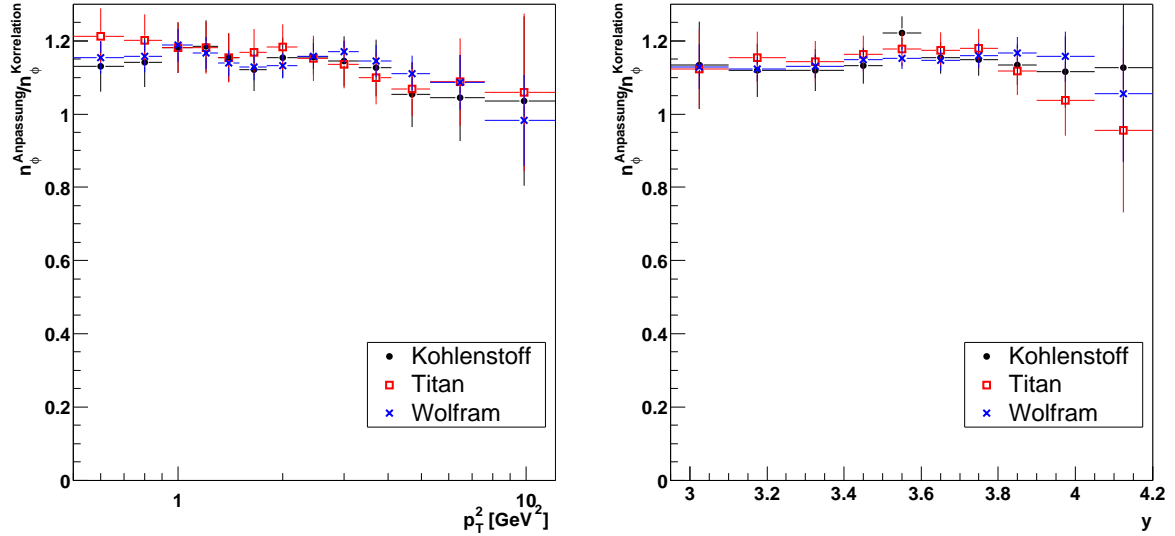 n_ϕ^Anpassung/n_ϕ^Korrelation
1.2
1
0.8
0.6
0.4
0.2
0
Kohlenstoff
Titan
Wolfram
1 10
p_T^2 [GeV^2]
n_ϕ^Anpassung/n_ϕ^Korrelation
1.2
1
0.8
0.6
0.4
0.2
0
Kohlenstoff
Titan
Wolfram
3 3.2 3.4 3.6 3.8 4 4.2
y